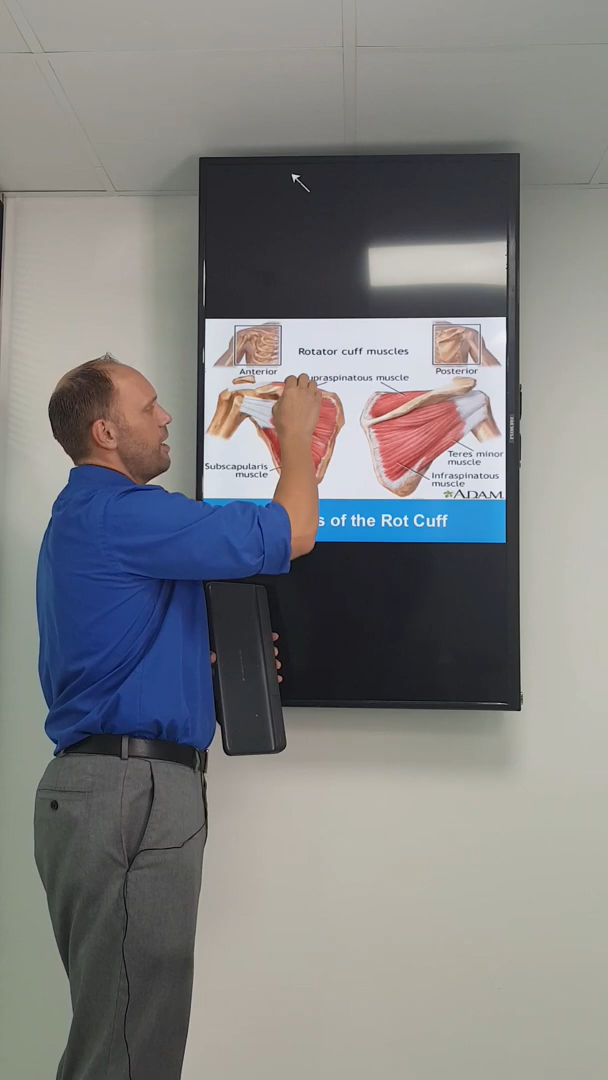 Rotator cuff muscles
Anterior
Posterior
upraspinatous muscle
Teres minor
muscle
Subscapularis
muscle
Infraspinatous
muscle
ADAM.
s of the Rot Cuff